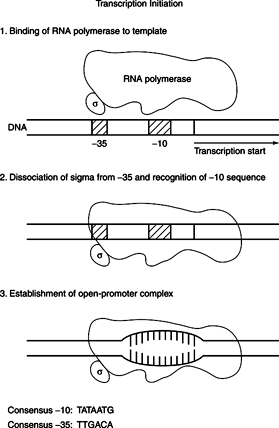 Transcription Initiation
1. Binding of RNA polymerase to template
RNA polymerase
σ
DNA
−35
−10
Transcription start
2. Dissociation of sigma from −35 and recognition of −10 sequence
σ
3. Establishment of open-promoter complex
σ
Consensus −10: TATAATG
Consensus −35: TTGACA